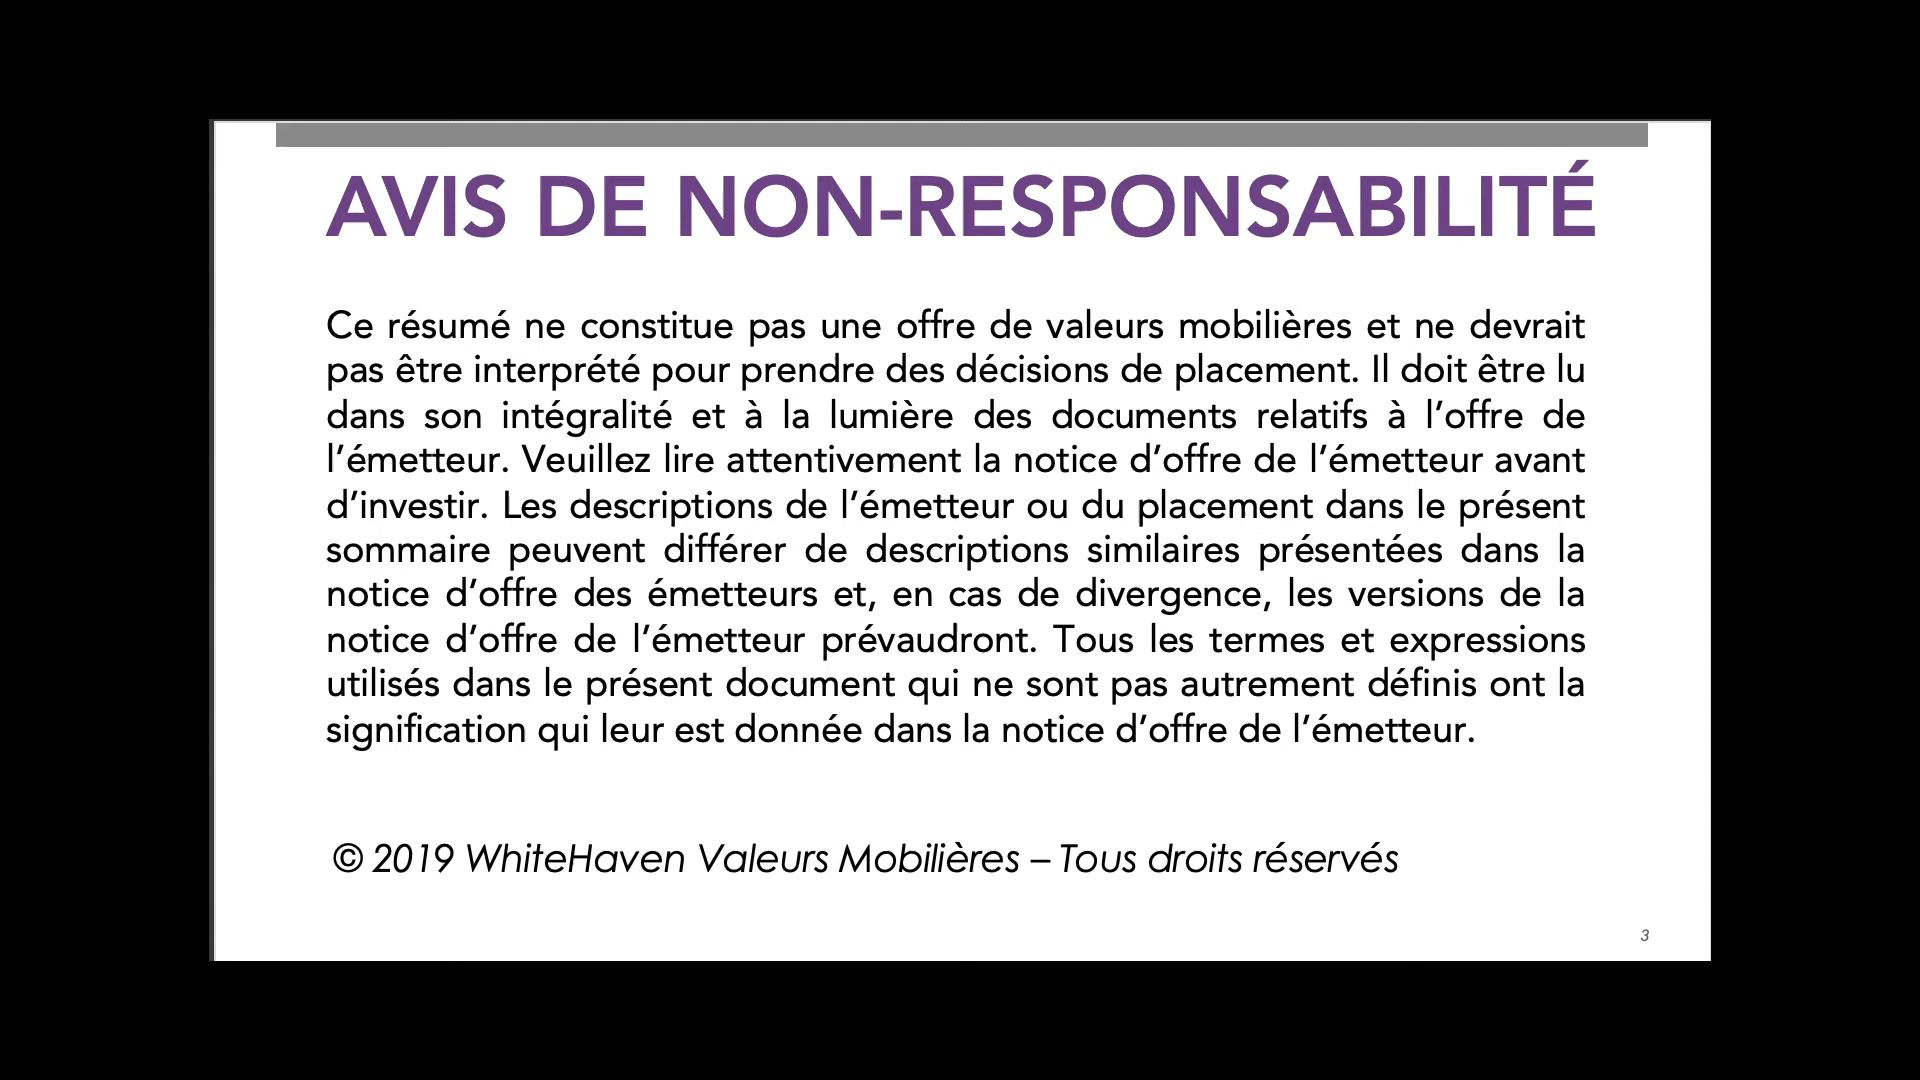 AVIS DE NON-RESPONSABILITÉ
Ce résumé ne constitue pas une offre de valeurs mobilières et ne devrait
pas être interprété pour prendre des décisions de placement. Il doit être lu
dans son intégralité et à la lumière des documents relatifs à l’offre de
l’émetteur. Veuillez lire attentivement la notice d’offre de l’émetteur avant
d’investir. Les descriptions de l’émetteur ou du placement dans le présent
sommaire peuvent différer de descriptions similaires présentées dans la
notice d’offre des émetteurs et, en cas de divergence, les versions de la
notice d’offre de l’émetteur prévaudront. Tous les termes et expressions
utilisés dans le présent document qui ne sont pas autrement définis ont la
signification qui leur est donnée dans la notice d’offre de l’émetteur.
© 2019 WhiteHaven Valeurs Mobilières – Tous droits réservés
3